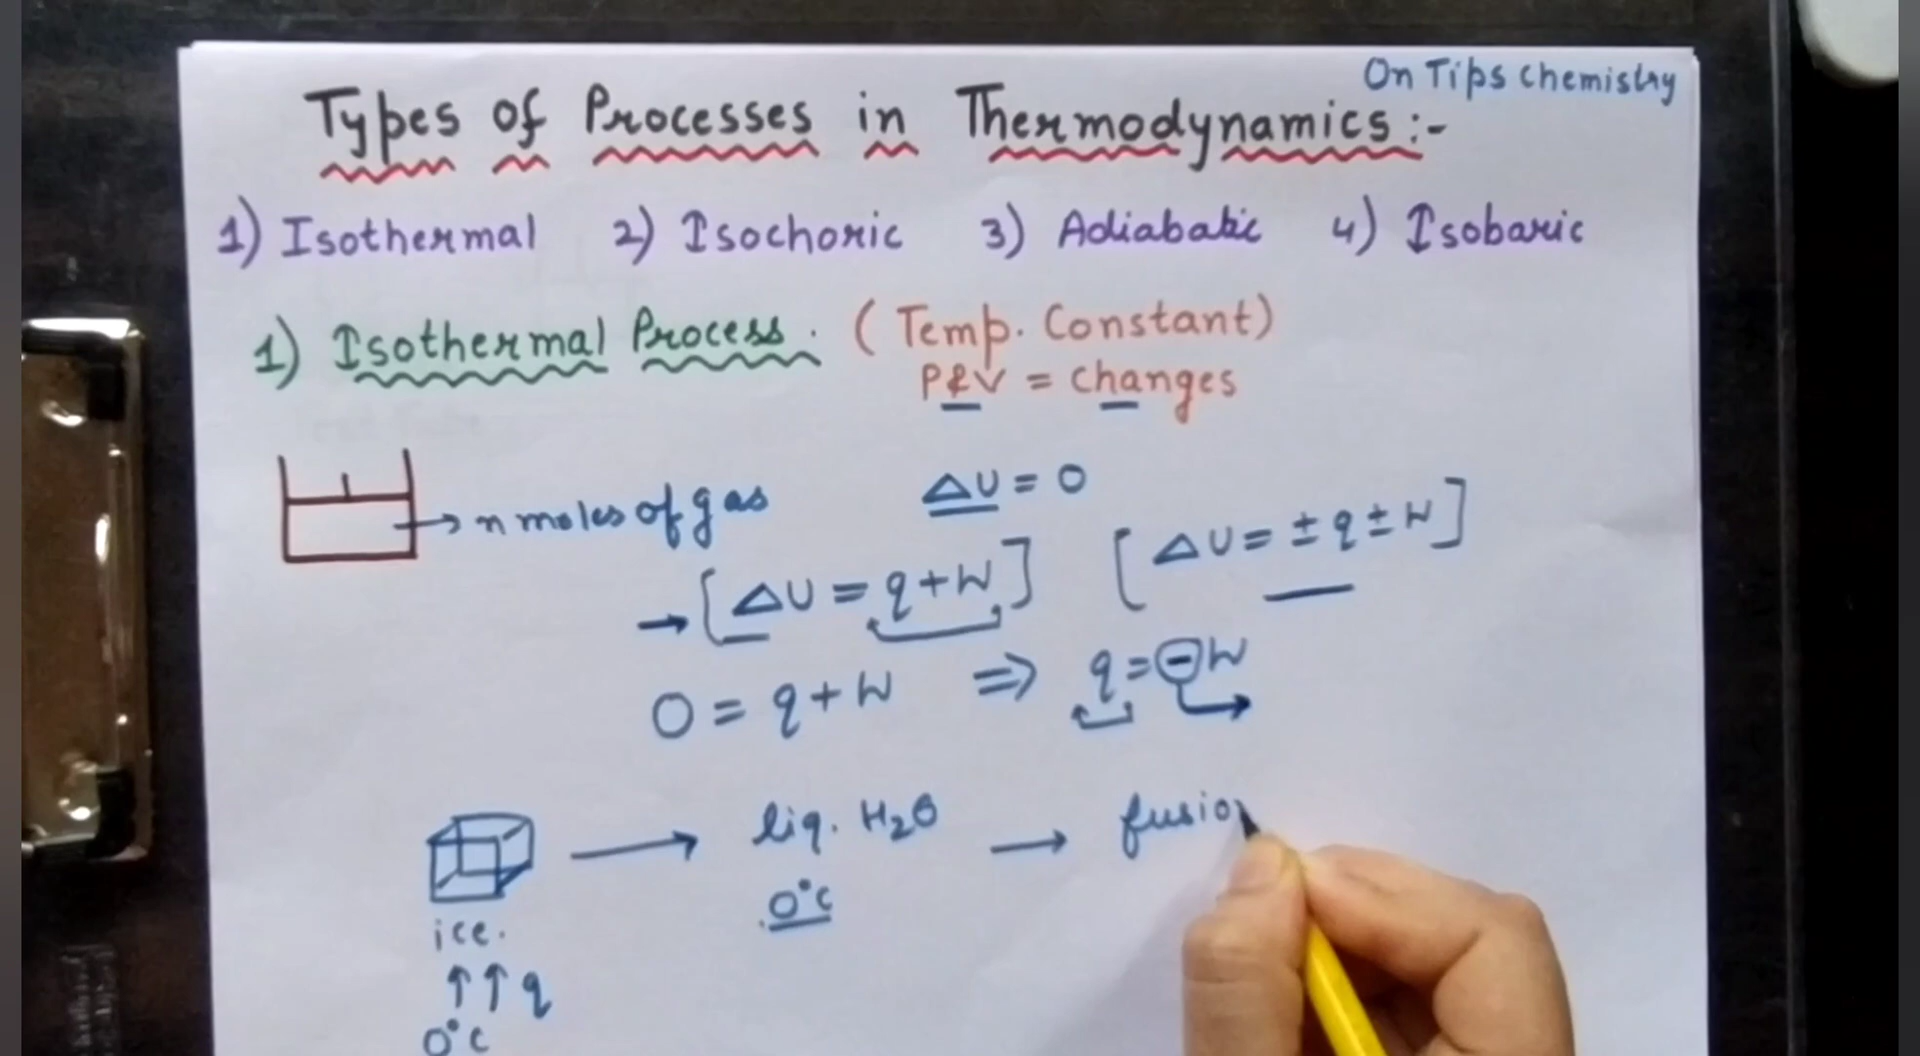 On Tips Chemistry
Types of Processes in Thermodynamics:-
1) Isothermal 2) Isochoric 3) Adiabatic 4) Isobaric
1) Isothermal Process. (Temp. Constant)
P&V = Changes
→ n moles of gas
ΔU = 0
→ [ΔU = q+W] [ΔU = ± q ± W]
0 = q+W ⇒ q = ⊖W
→ liq. H₂O → fusio
0°C
ice.
↑↑q
0°C